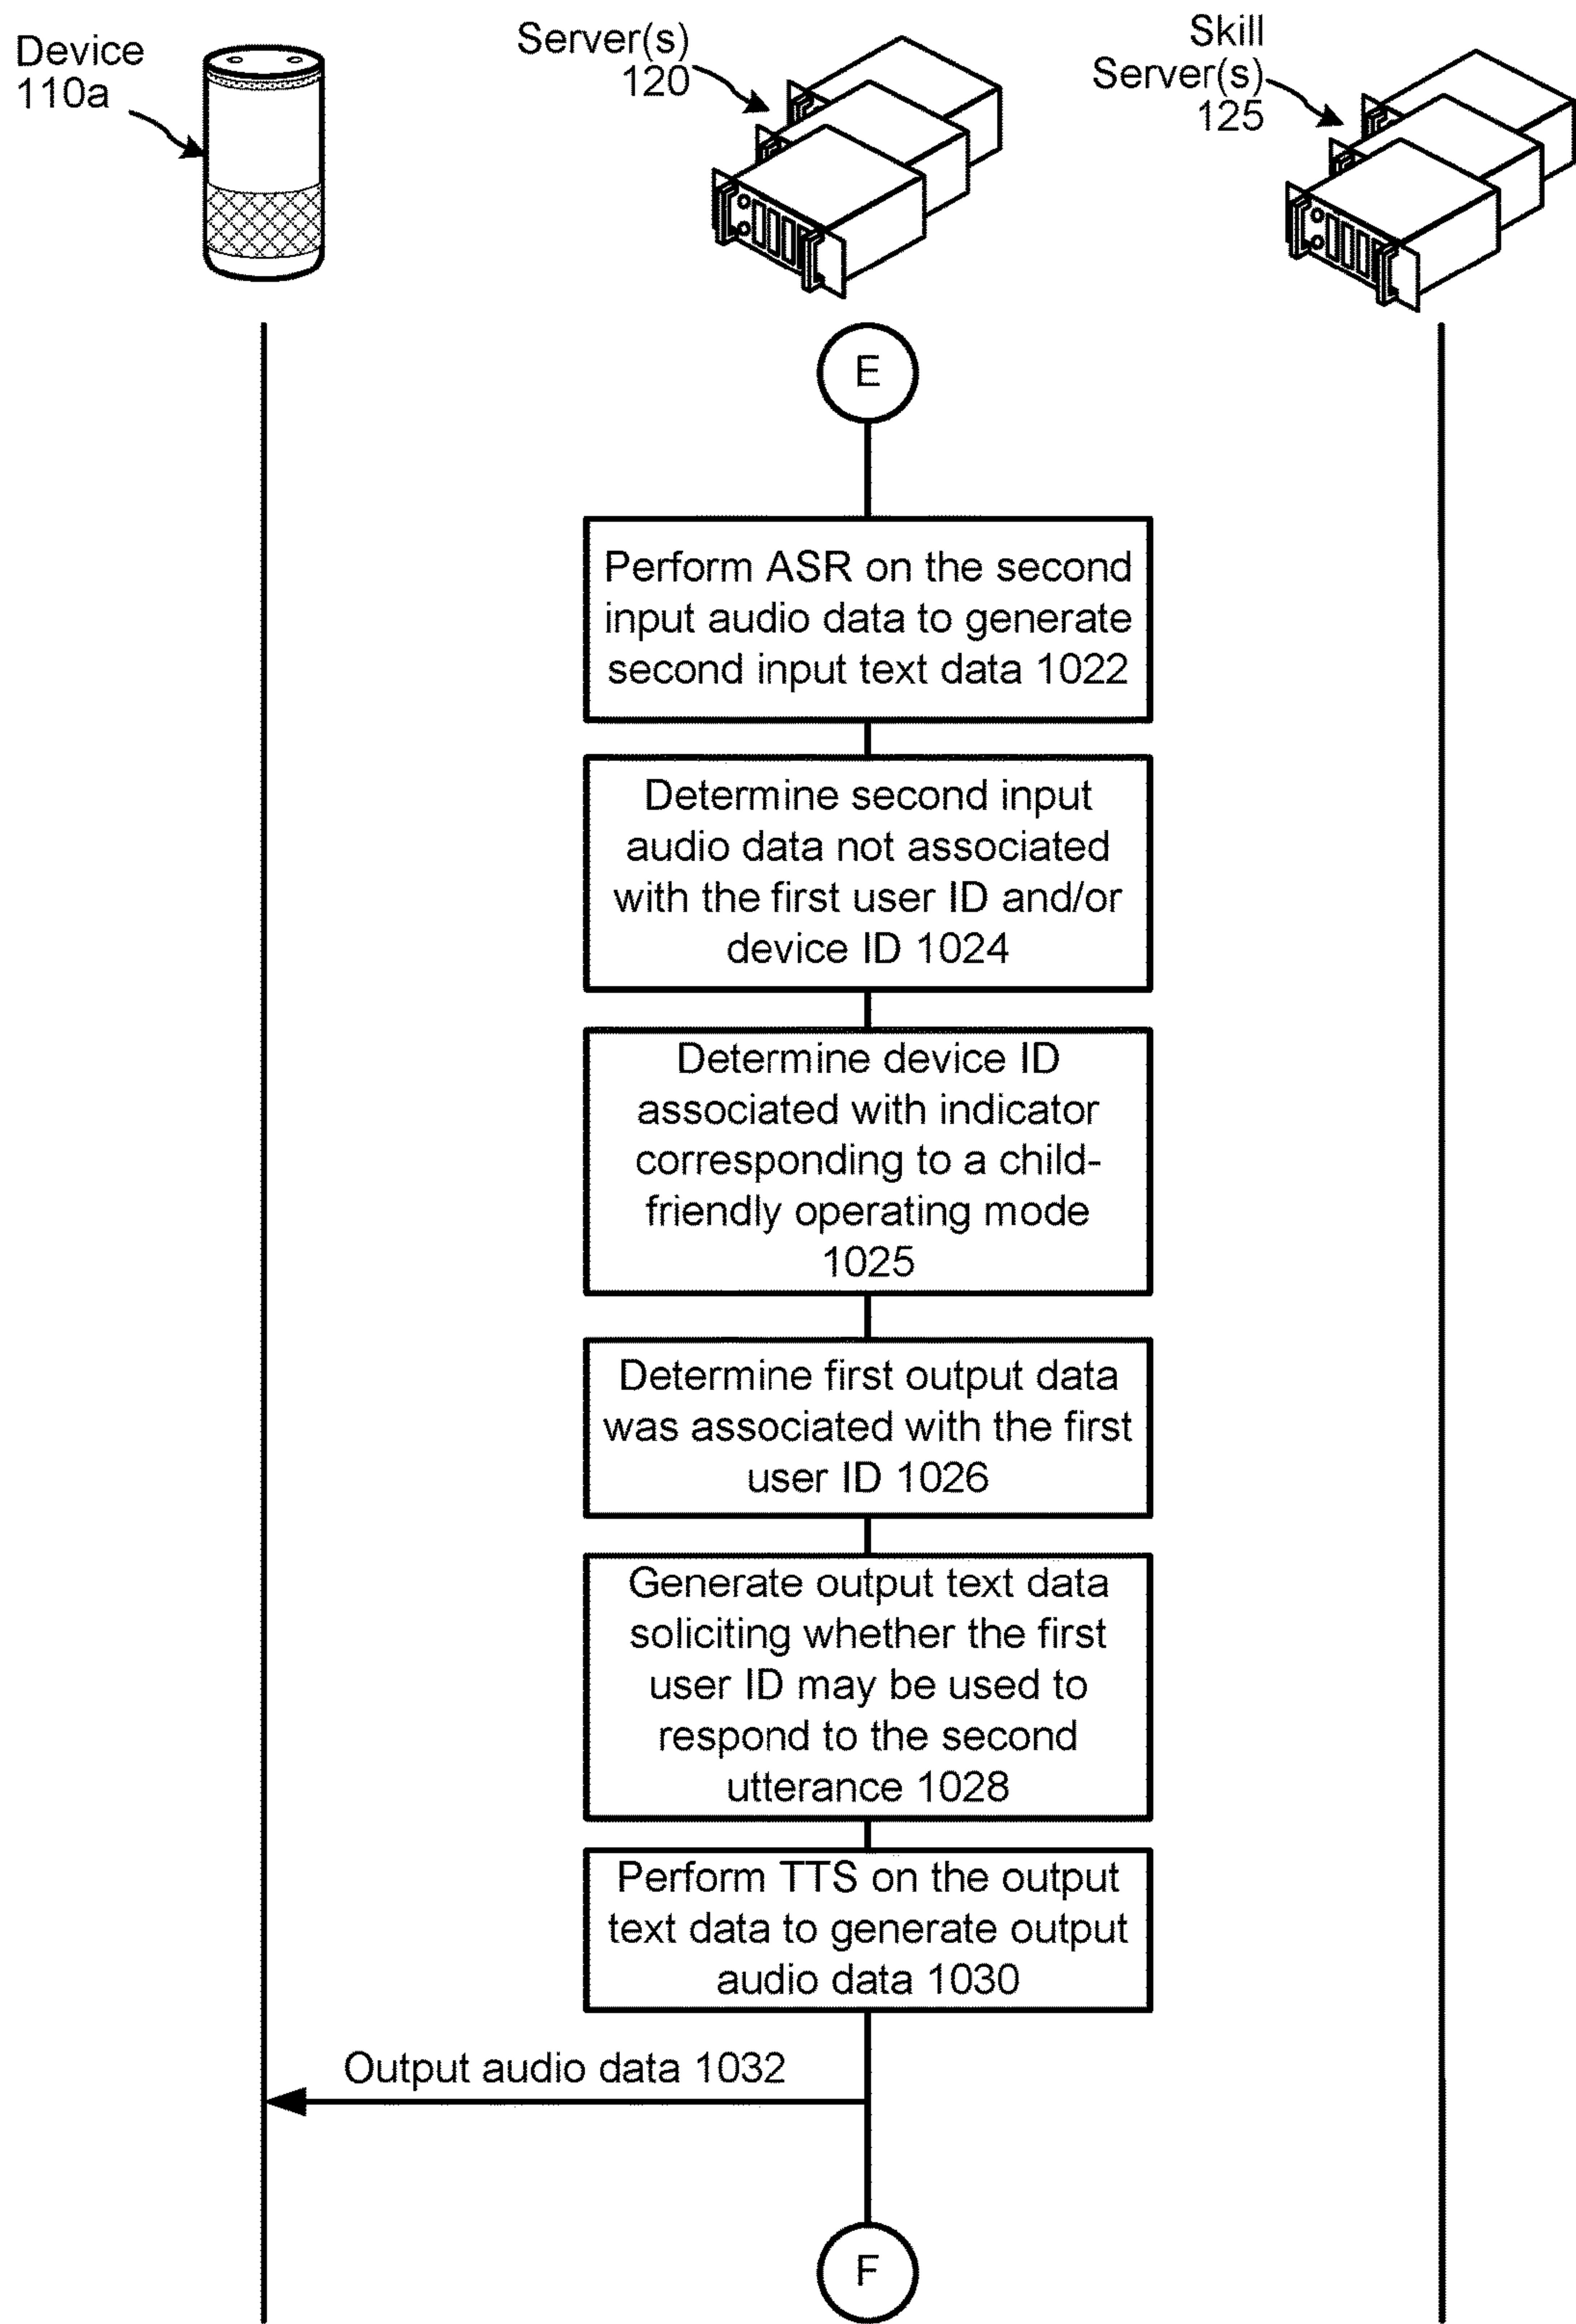 Device
110a
Server(s)
120
Skill
Server(s)
125
E
Perform ASR on the second
input audio data to generate
second input text data 1022
Determine second input
audio data not associated
with the first user ID and/or
device ID 1024
Determine device ID
associated with indicator
corresponding to a child-
friendly operating mode
1025
Determine first output data
was associated with the first
user ID 1026
Generate output text data
soliciting whether the first
user ID may be used to
respond to the second
utterance 1028
Perform TTS on the output
text data to generate output
audio data 1030
Output audio data 1032
F